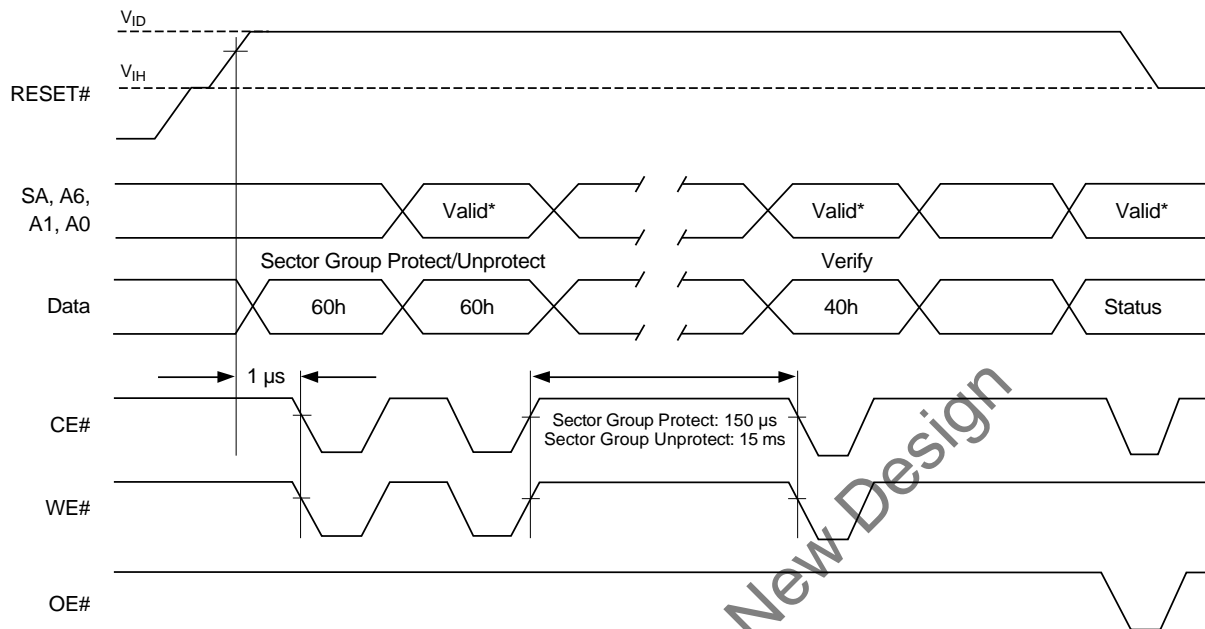 VID
VIH
RESET#
SA, A6,
A1, A0
Valid*
Valid*
Valid*
Sector Group Protect/Unprotect
Verify
Data
60h
60h
40h
Status
1 µs
CE#
Sector Group Protect: 150 µs
Sector Group Unprotect: 15 ms
WE#
OE#
New Design